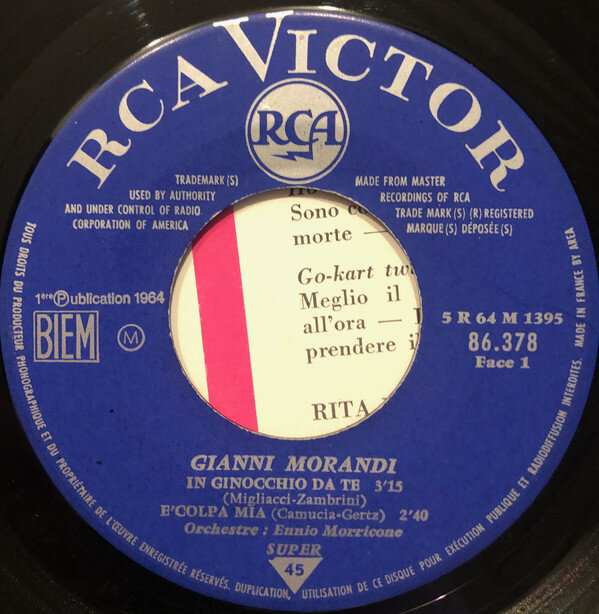 RCA VICTOR
RCA
TRADEMARK(S)
USED BY AUTHORITY
AND UNDER CONTROL OF RADIO
CORPORATION OF AMERICA
MADE FROM MASTER
RECORDINGS OF RCA
TRADE MARK(S) (R) REGISTERED
MARQUE(S) DÉPOSÉE(S)
Sono
morte —
Go-kart
Meglio il
all'ora —
prendere
RITA
1ère Ⓟublication 1964
BIEM
Ⓜ
5 R 64 M 1395
86.378
Face 1
GIANNI MORANDI
IN GINOCCHIO DA TE 3'15
(Migliacci-Zambrini)
E'COLPA MIA (Camucia-Gertz) 2'40
Orchestre : Ennio Morricone
SUPER
45
TOUS DROITS DU PRODUCTEUR PHONOGRAPHIQUE ET DU PROPRIÉTAIRE DE L'ŒUVRE ENREGISTRÉE RÉSERVÉS. DUPLICATION, UTILISATION DE CE DISQUE POUR EXÉCUTION PUBLIQUE ET RADIODIFFUSION INTERDITES. MADE IN FRANCE BY AREA